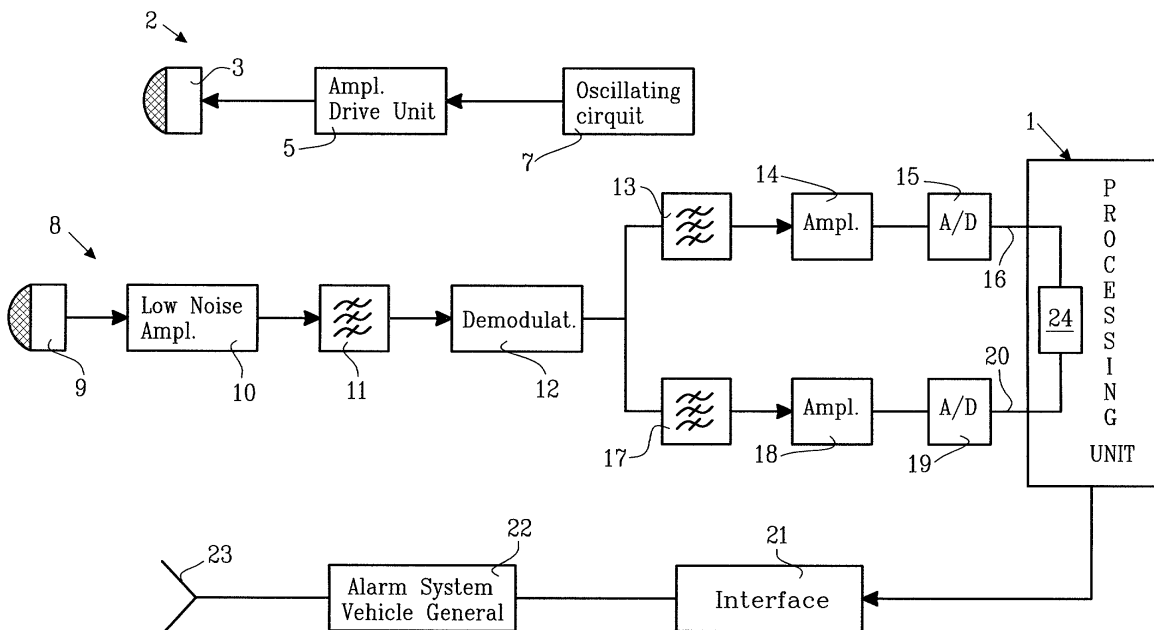 2
3
Ampl.
Drive Unit
5
Oscillating
cirquit
7
1
8
9
Low Noise
Ampl.
10
11
Demodulat.
12
13
14
Ampl.
15
A/D
16
17
Ampl.
18
A/D
19
20
24
PROCESSING
UNIT
23
22
Alarm System
Vehicle General
21
Interface